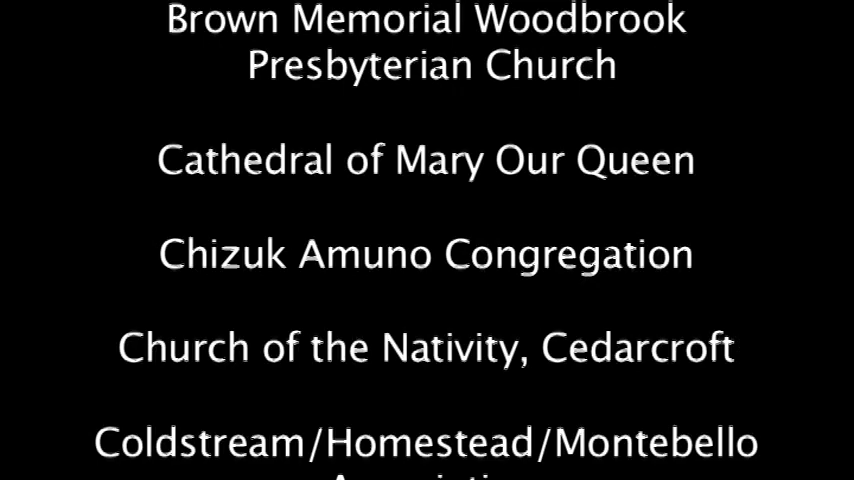 Brown Memorial Woodbrook
Presbyterian Church
Cathedral of Mary Our Queen
Chizuk Amuno Congregation
Church of the Nativity, Cedarcroft
Coldstream/Homestead/Montebello